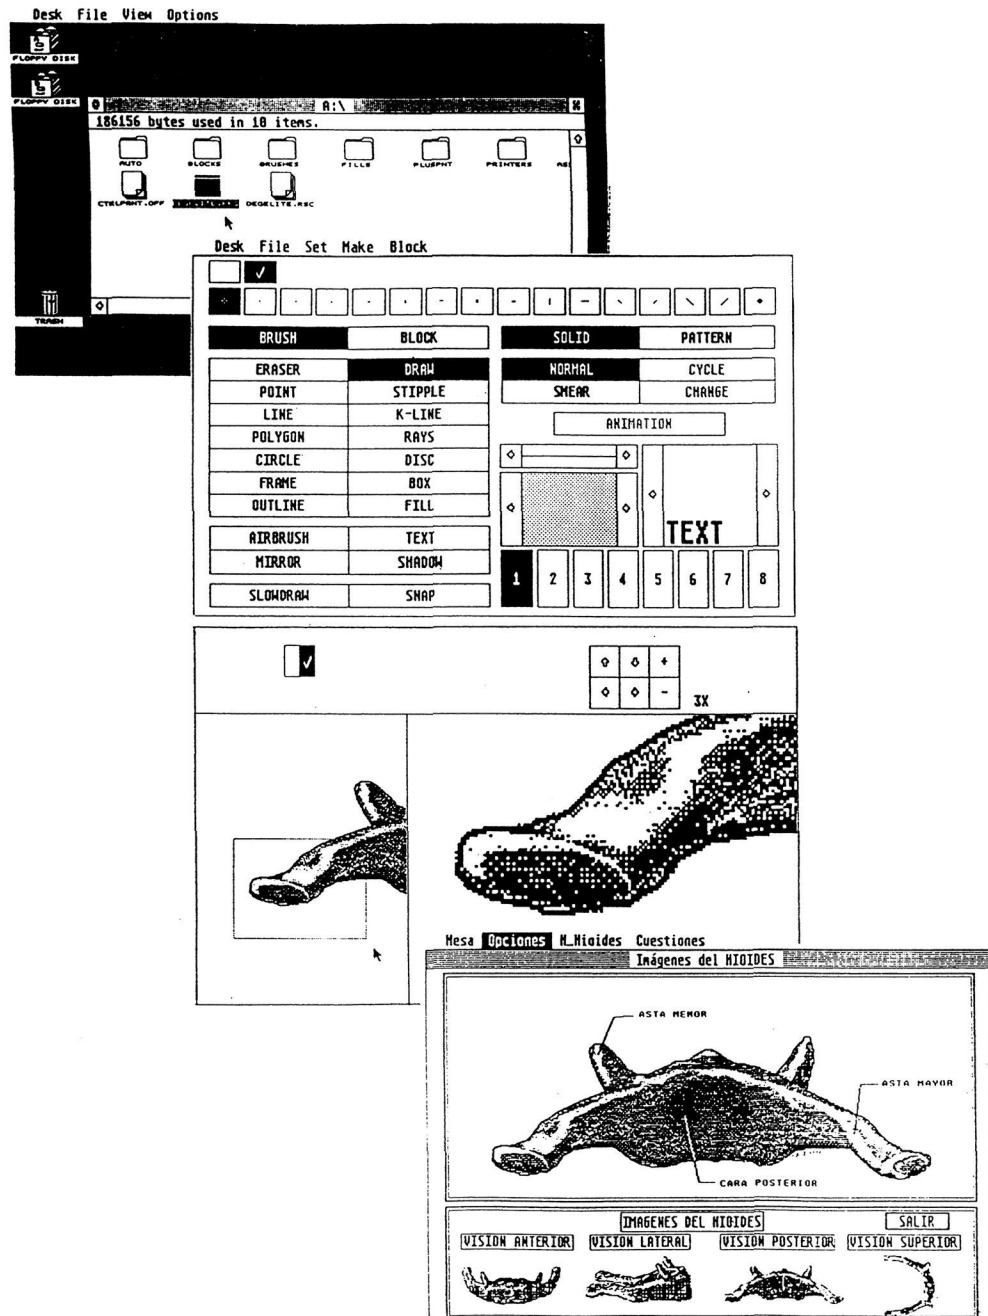 Desk File View Options
FLOPPY DISK
FLOPPY DISK
A:\
186156 bytes used in 10 items.
AUTO BLOCKS BRUSHES FILLS PLUSPNT PRINTERS
CTRLPRNT.OFF DEGELITE.RSC
TRASH
Desk File Set Make Block
BRUSH BLOCK SOLID PATTERN
ERASER DRAW NORMAL CYCLE
POINT STIPPLE SMEAR CHANGE
LINE K-LINE ANIMATION
POLYGON RAYS
CIRCLE DISC
FRAME BOX
OUTLINE FILL
AIRBRUSH TEXT TEXT
MIRROR SHADOW 1 2 3 4 5 6 7 8
SLOWDRAW SNAP
3X
Mesa Opciones M_Hioides Cuestiones
Imágenes del HIOIDES
ASTA MENOR
ASTA MAYOR
CARA POSTERIOR
IMAGENES DEL HIOIDES SALIR
VISION ANTERIOR VISION LATERAL VISION POSTERIOR VISION SUPERIOR